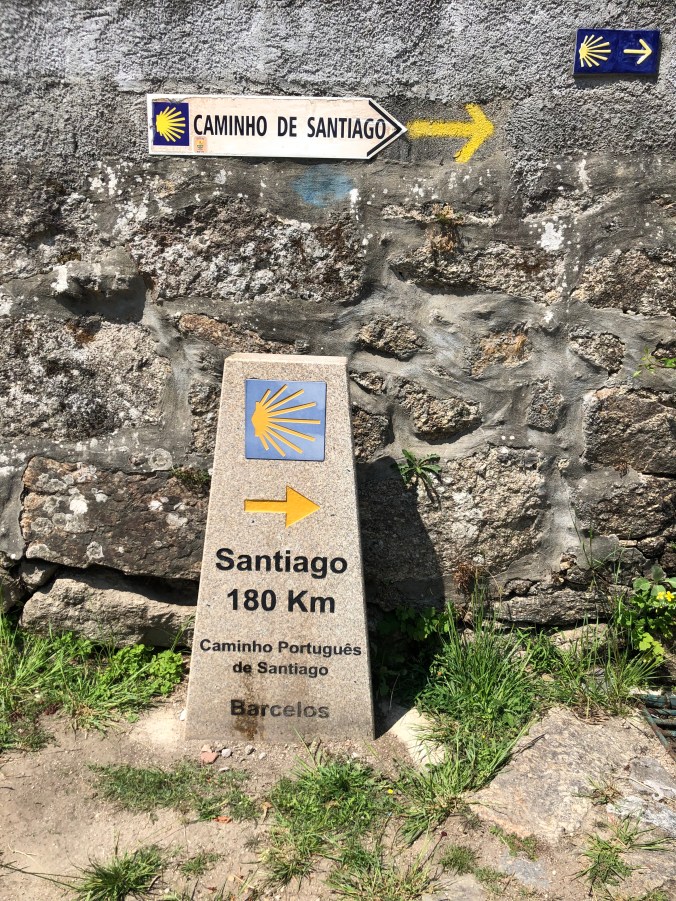 CAMINHO DE SANTIAGO
Santiago
180 Km
Caminho Português
de Santiago
Barcelos